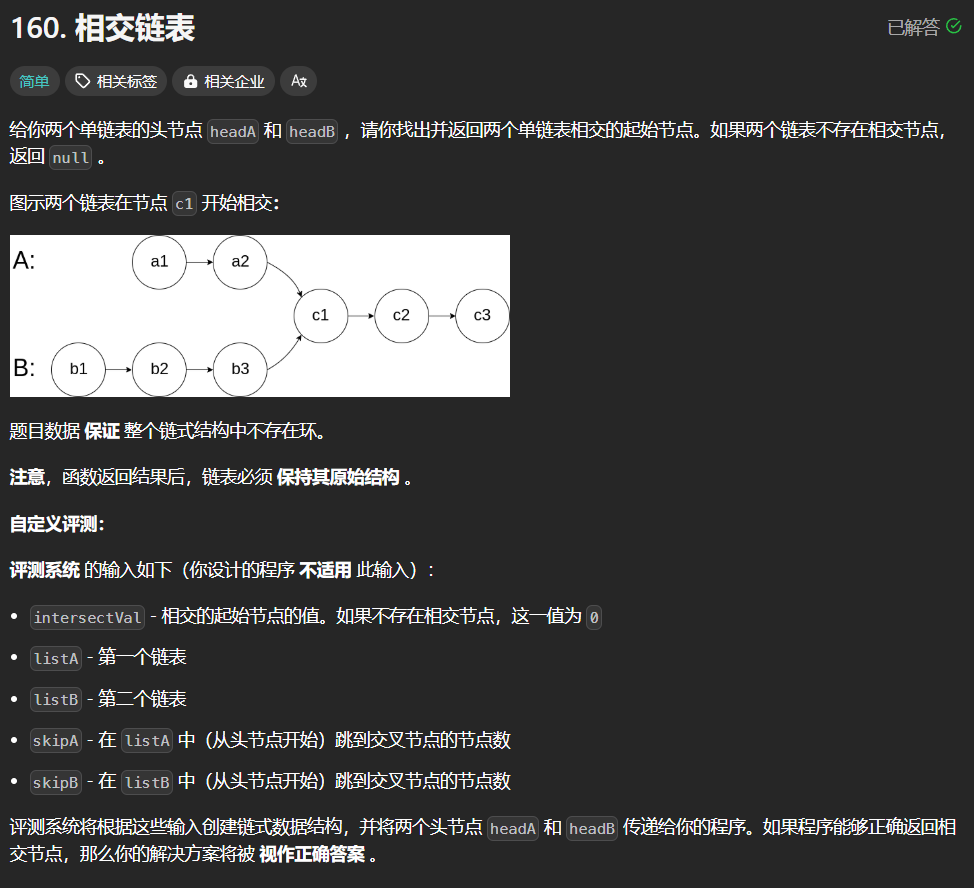 160. 相交链表 已解答
简单 相关标签 相关企业 Aあ
给你两个单链表的头节点 headA 和 headB ，请你找出并返回两个单链表相交的起始节点。如果两个链表不存在相交节点，
返回 null 。
图示两个链表在节点 c1 开始相交：
A: a1 a2
c1 c2 c3
B: b1 b2 b3
题目数据 保证 整个链式结构中不存在环。
注意，函数返回结果后，链表必须 保持其原始结构 。
自定义评测：
评测系统 的输入如下（你设计的程序 不适用 此输入）：
• intersectVal - 相交的起始节点的值。如果不存在相交节点，这一值为 0
• listA - 第一个链表
• listB - 第二个链表
• skipA - 在 listA 中（从头节点开始）跳到交叉节点的节点数
• skipB - 在 listB 中（从头节点开始）跳到交叉节点的节点数
评测系统将根据这些输入创建链式数据结构，并将两个头节点 headA 和 headB 传递给你的程序。如果程序能够正确返回相
交节点，那么你的解决方案将被 视作正确答案 。